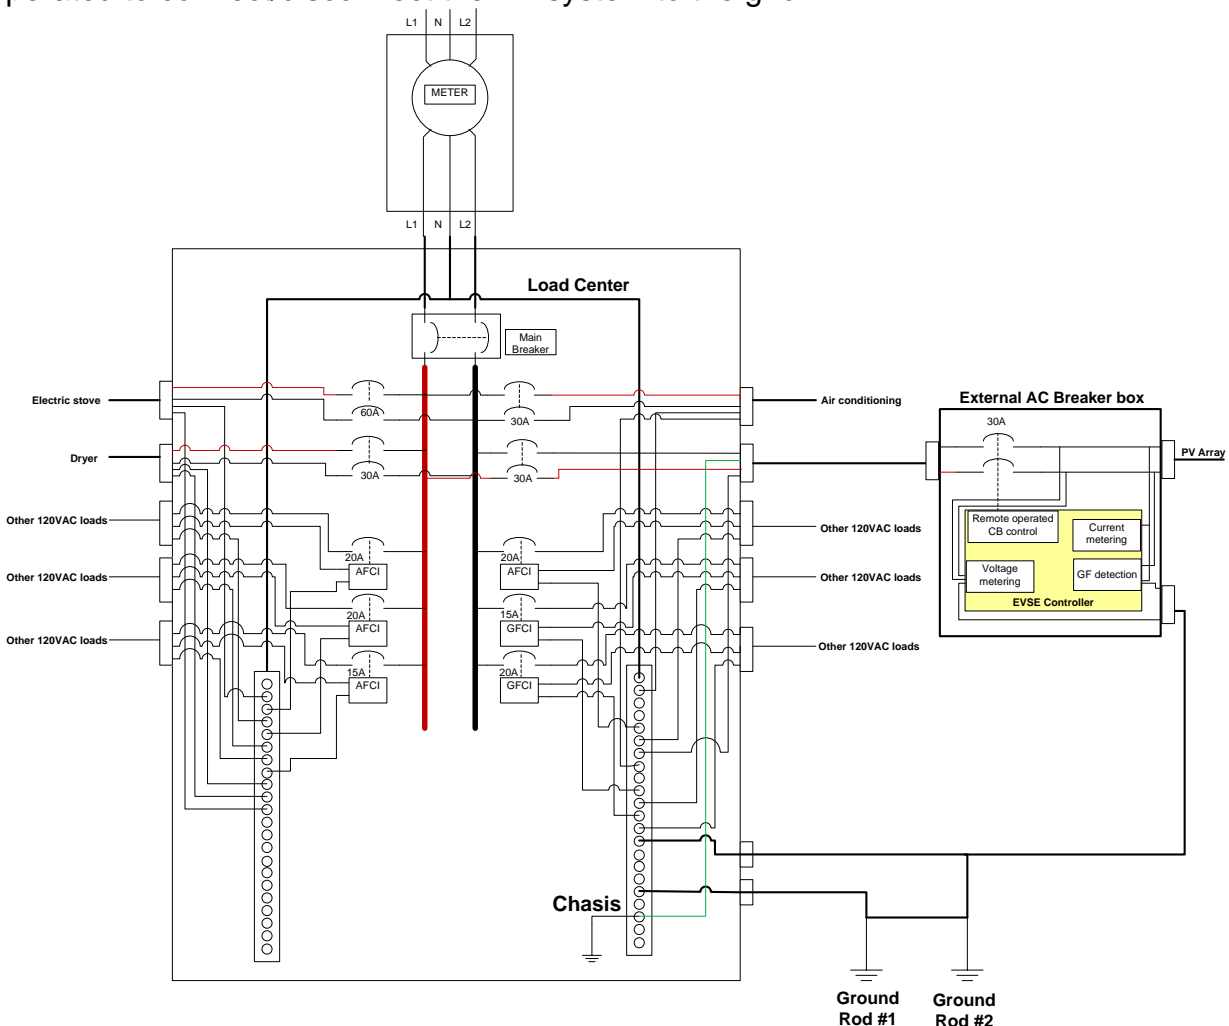 L1 N L2
METER
L1 N L2
Load Center
Main
Breaker
Electric stove
60A
30A
Air conditioning
External AC Breaker box
30A
Dryer
30A
30A
PV Array
Other 120VAC loads
20A
AFCI
20A
AFCI
Other 120VAC loads
Remote operated
CB control
Current
metering
Other 120VAC loads
Other 120VAC loads
Voltage
metering
GF detection
EVSE Controller
20A
AFCI
15A
GFCI
Other 120VAC loads
Other 120VAC loads
15A
AFCI
20A
GFCI
Chasis
Ground
Rod #1
Ground
Rod #2